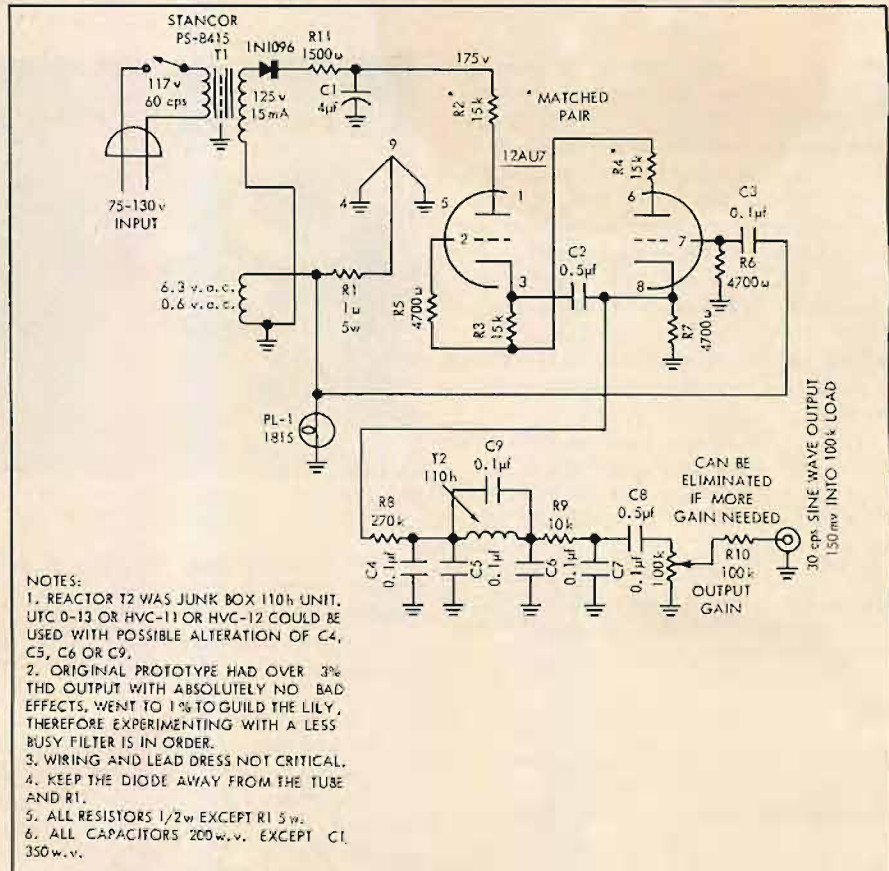 STANCOR
PS-8415
T1
1N1096
R11
1500ω
175v
117v
60 cps
125v
15mA
C1
4µf
R2
15k
*
*MATCHED
PAIR
12AU7
R4
15k
*
75-130v
INPUT
9
4
5
1
2
3
6
7
8
C2
0.5µf
C3
0.1µf
R6
4700ω
6.3 v.a.c.
0.6 v.a.c.
R1
1ω
5w
R5
4700ω
R3
15k
R7
4700ω
PL-1
1815
T2
110h
C9
0.1µf
R8
270k
R9
10k
C8
0.5µf
CAN BE
ELIMINATED
IF MORE
GAIN NEEDED
C4
0.1µf
C5
0.1µf
C6
0.1µf
C7
0.1µf
100k
OUTPUT
GAIN
R10
100k
30 cps SINE WAVE OUTPUT
150mv INTO 100k LOAD
NOTES:
1. REACTOR T2 WAS JUNK BOX 110h UNIT.
UTC 0-13 OR HVC-11 OR HVC-12 COULD BE
USED WITH POSSIBLE ALTERATION OF C4,
C5, C6 OR C9.
2. ORIGINAL PROTOTYPE HAD OVER 3%
THD OUTPUT WITH ABSOLUTELY NO BAD
EFFECTS, WENT TO 1% TO GUILD THE LILY,
THEREFORE EXPERIMENTING WITH A LESS
BUSY FILTER IS IN ORDER.
3. WIRING AND LEAD DRESS NOT CRITICAL.
4. KEEP THE DIODE AWAY FROM THE TUBE
AND R1.
5. ALL RESISTORS 1/2w EXCEPT R1 5w.
6. ALL CAPACITORS 200w.v. EXCEPT C1
350w.v.